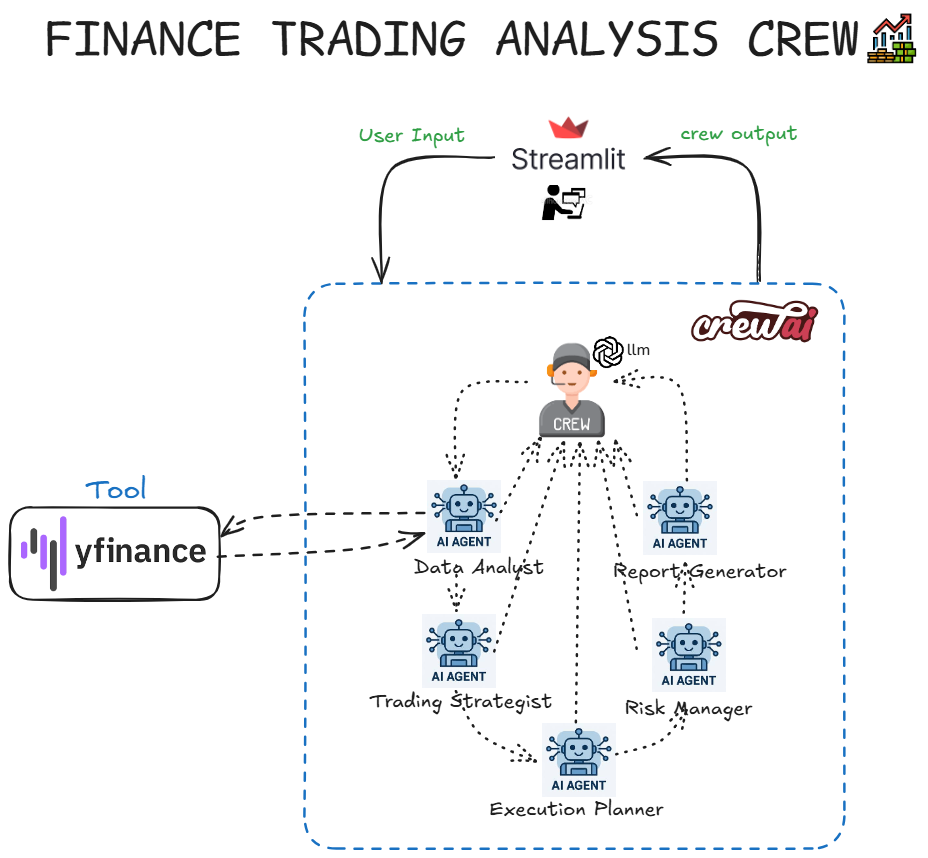 FINANCE TRADING ANALYSIS CREW
User Input
Streamlit
crew output
crewai
llm
CREW
Tool
yfinance
AI AGENT
Data Analyst
AI AGENT
Report Generator
AI AGENT
Trading Strategist
AI AGENT
Risk Manager
AI AGENT
Execution Planner